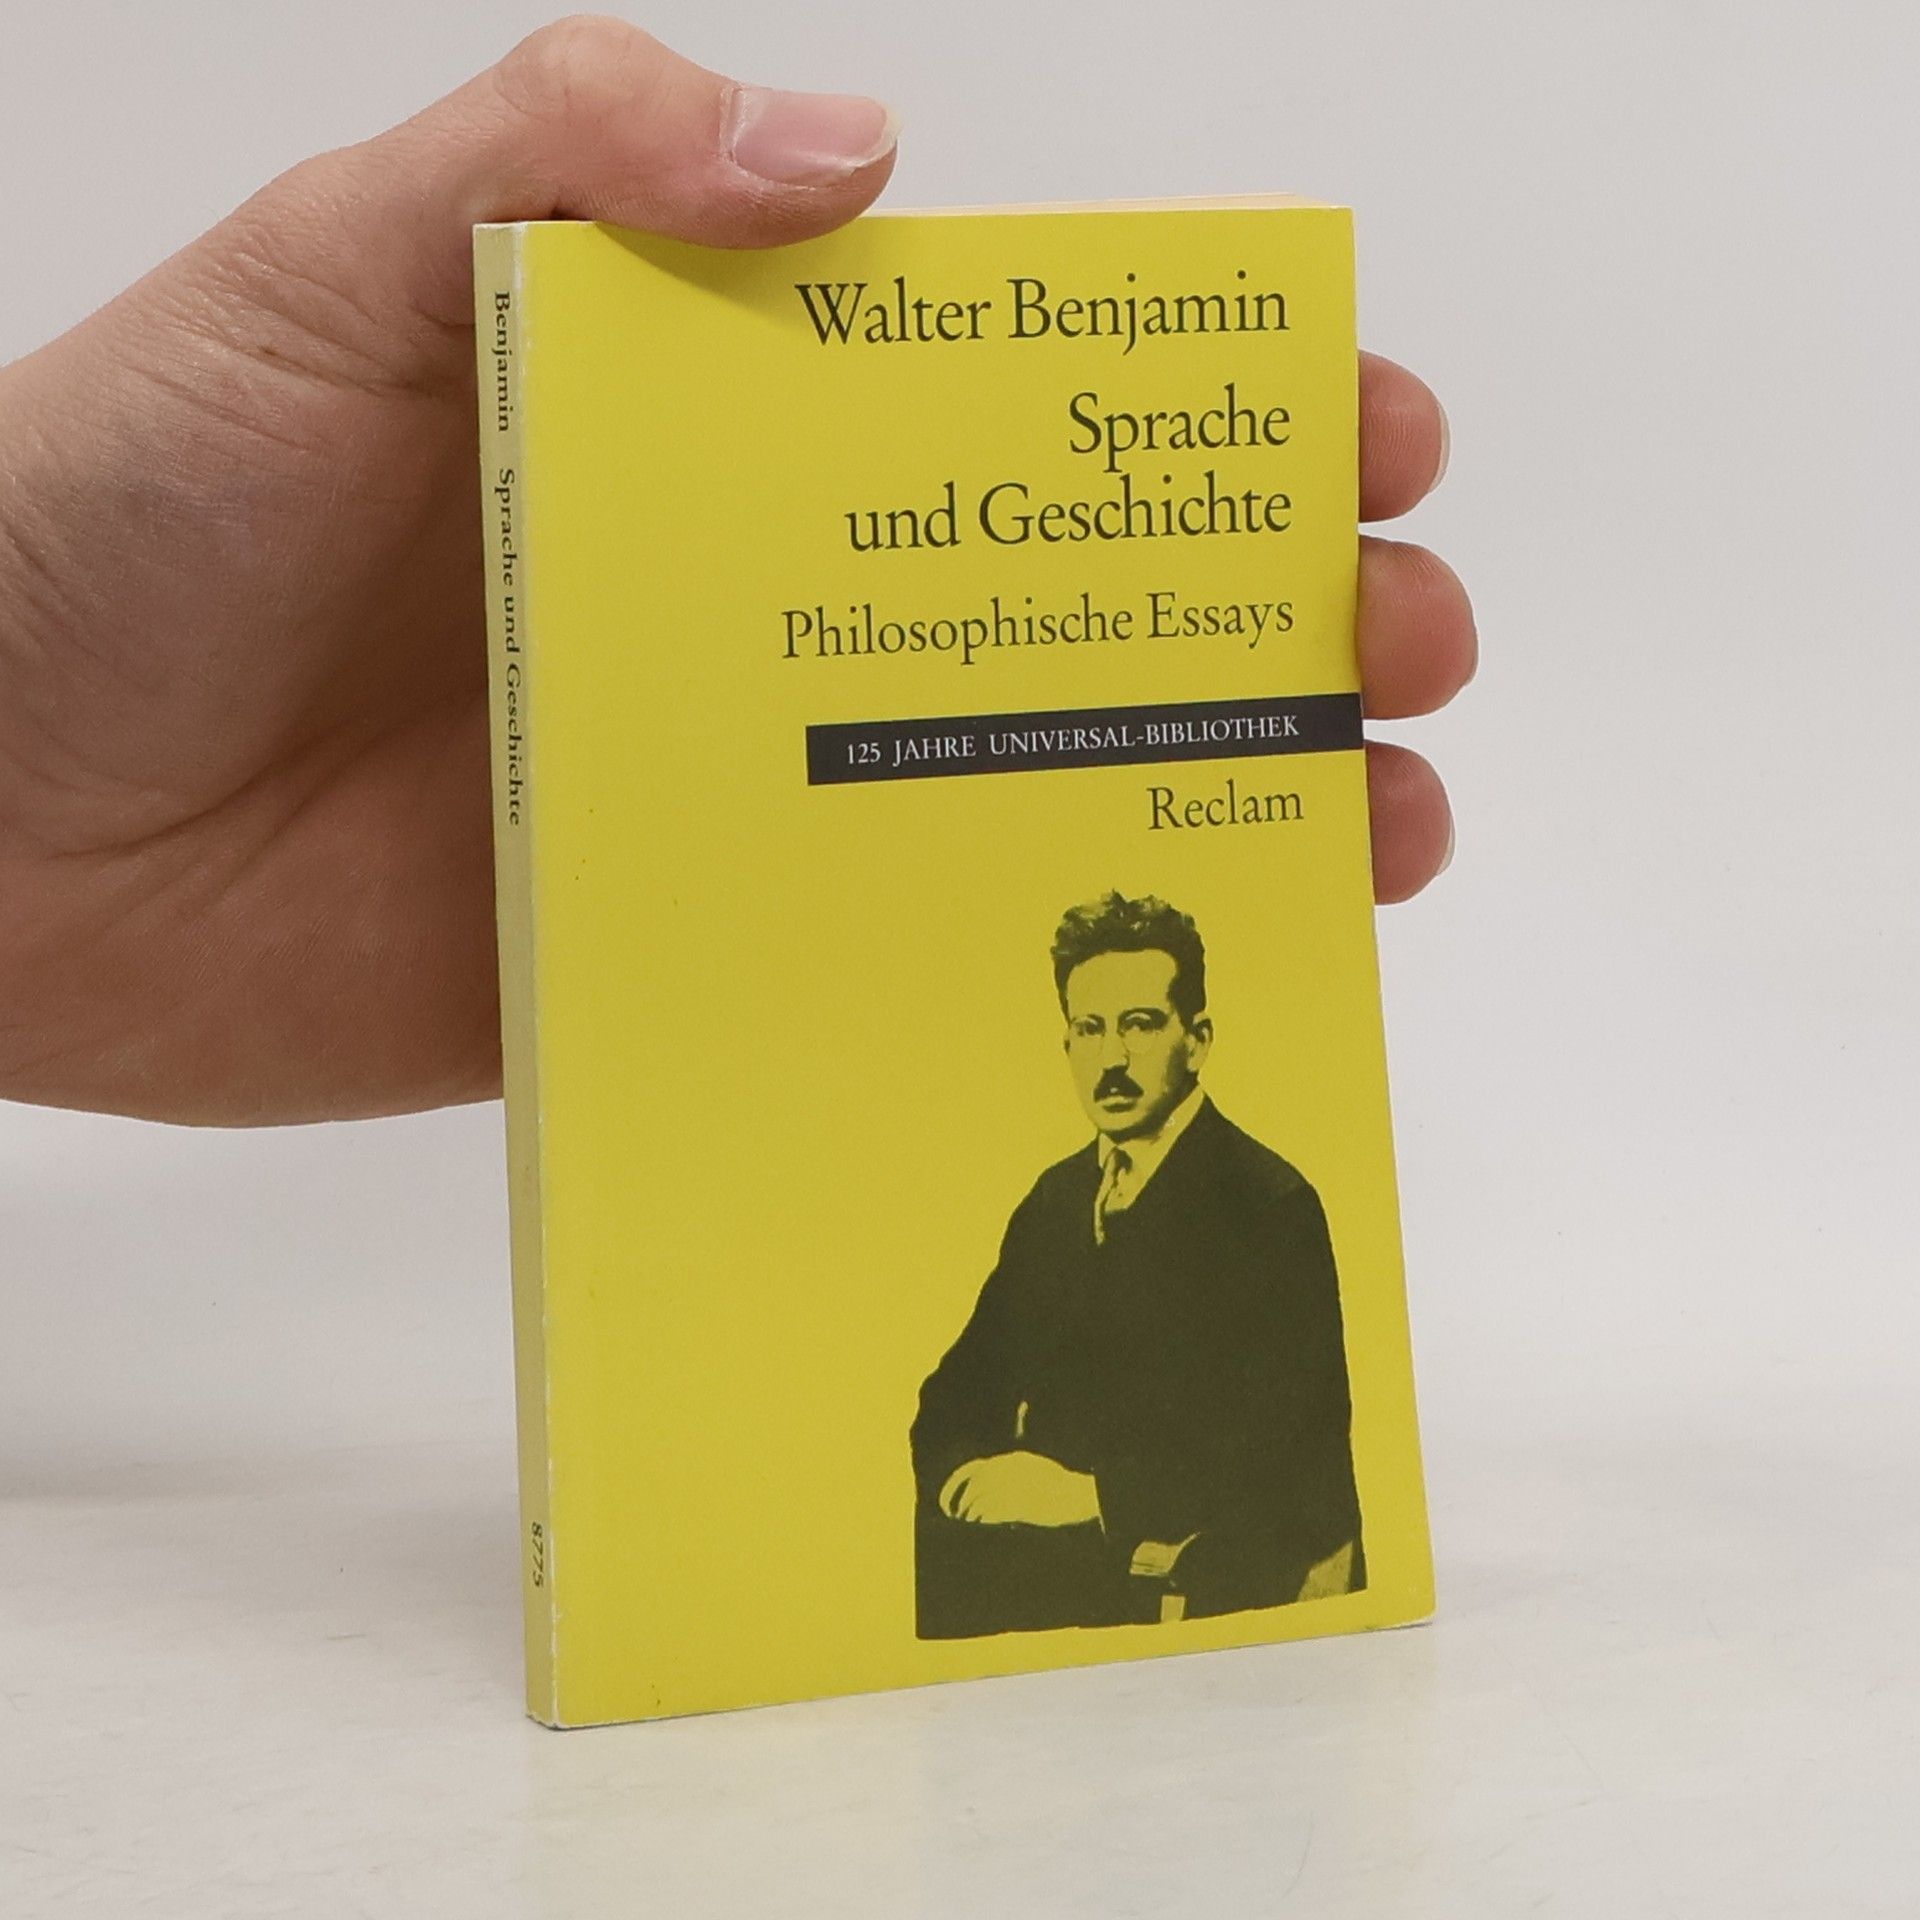 Benjamin Sprache und Geschichte
8775
Walter Benjamin
Sprache
und Geschichte
Philosophische Essays
125 JAHRE UNIVERSAL-BIBLIOTHEK
Reclam